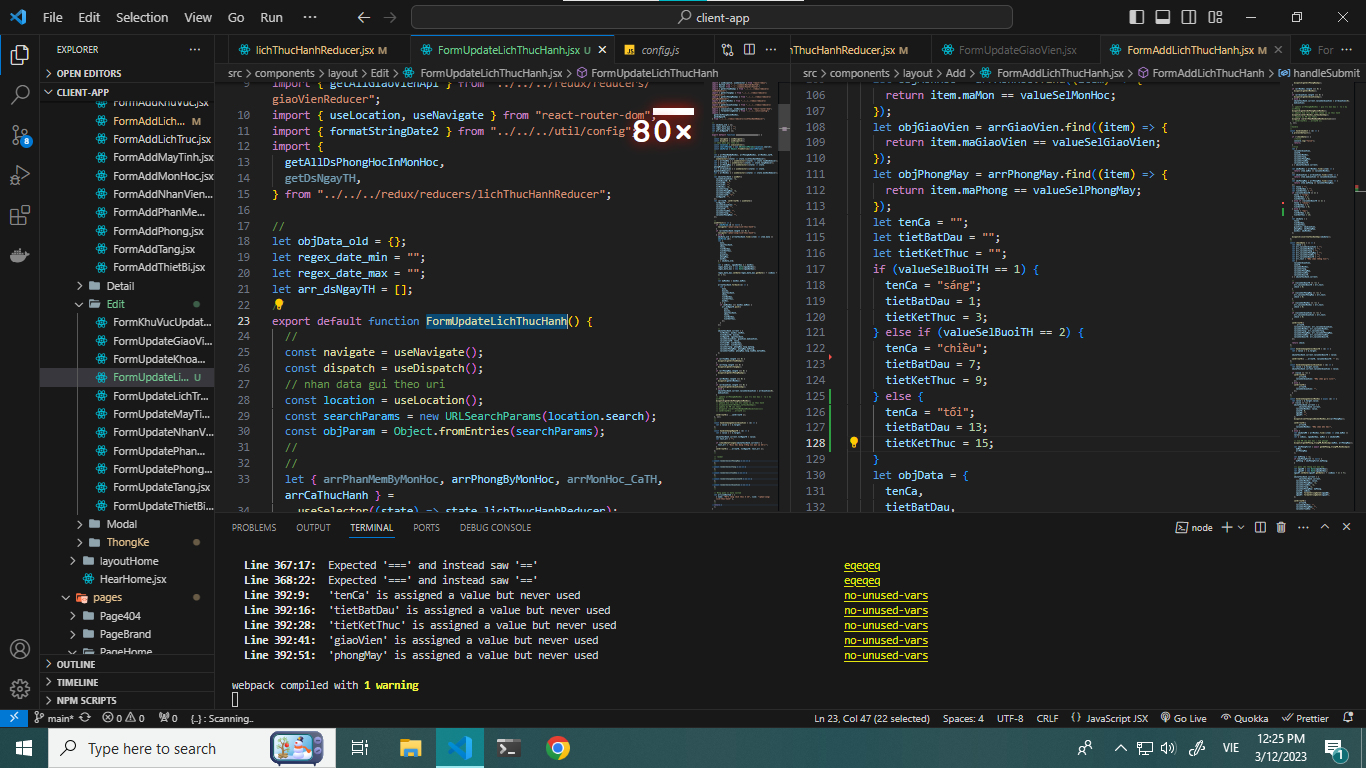 File Edit Selection View Go Run ··· client-app
EXPLORER
OPEN EDITORS
CLIENT-APP
FormAddKhuVuc.jsx
FormAddLich... M
FormAddLichTruc.jsx
FormAddMayTinh.jsx
FormAddMonHoc.jsx
FormAddNhanVien...
FormAddPhanMe...
FormAddPhong.jsx
FormAddTang.jsx
FormAddThietBi.jsx
Detail
Edit
FormKhuVucUpdat...
FormUpdateGiaoVi...
FormUpdateKhoa...
FormUpdateLi... U
FormUpdateLichTr...
FormUpdateMayTi...
FormUpdateNhanV...
FormUpdatePhan...
FormUpdatePhong...
FormUpdateTang.jsx
FormUpdateThietBi...
Modal
ThongKe
layoutHome
HearHome.jsx
pages
Page404
PageBrand
PageHome
OUTLINE
TIMELINE
NPM SCRIPTS
lichThucHanhReducer.jsx M FormUpdateLichThucHanh.jsx U config.js
src > components > layout > Edit > FormUpdateLichThucHanh.jsx > FormUpdateLichThucHanh
9 import { getAllGiaoVienApi } from "../../../redux/reducers/
giaoVienReducer";
10 import { useLocation, useNavigate } from "react-router-dom";
11 import { formatStringDate2 } from "../../../util/config";
12 import {
13 getAllDsPhongHocInMonHoc,
14 getDsNgayTH,
15 } from "../../../redux/reducers/lichThucHanhReducer";
16
17 //
18 let objData_old = {};
19 let regex_date_min = "";
20 let regex_date_max = "";
21 let arr_dsNgayTH = [];
22
23 export default function FormUpdateLichThucHanh() {
24 //
25 const navigate = useNavigate();
26 const dispatch = useDispatch();
27 // nhan data gui theo uri
28 const location = useLocation();
29 const searchParams = new URLSearchParams(location.search);
30 const objParam = Object.fromEntries(searchParams);
31 //
32 //
33 let { arrPhanMemByMonHoc, arrPhongByMonHoc, arrMonHoc_CaTH,
arrCaThucHanh } =
34 useSelector((state) => state.lichThucHanhReducer);
80×
ThucHanhReducer.jsx M FormUpdateGiaoVien.jsx FormAddLichThucHanh.jsx M For
src > components > layout > Add > FormAddLichThucHanh.jsx > FormAddLichThucHanh > handleSubmit
106 return item.maMon == valueSelMonHoc;
107 });
108 let objGiaoVien = arrGiaoVien.find((item) => {
109 return item.maGiaoVien == valueSelGiaoVien;
110 });
111 let objPhongMay = arrPhongMay.find((item) => {
112 return item.maPhong == valueSelPhongMay;
113 });
114 let tenCa = "";
115 let tietBatDau = "";
116 let tietKetThuc = "";
117 if (valueSelBuoiTH == 1) {
118 tenCa = "sáng";
119 tietBatDau = 1;
120 tietKetThuc = 3;
121 } else if (valueSelBuoiTH == 2) {
122 tenCa = "chiều";
123 tietBatDau = 7;
124 tietKetThuc = 9;
125 } else {
126 tenCa = "tối";
127 tietBatDau = 13;
128 tietKetThuc = 15;
129 }
130 let objData = {
131 tenCa,
132 tietBatDau,
PROBLEMS OUTPUT TERMINAL PORTS DEBUG CONSOLE node
Line 367:17: Expected '===' and instead saw '==' eqeqeq
Line 368:22: Expected '===' and instead saw '==' eqeqeq
Line 392:9: 'tenCa' is assigned a value but never used no-unused-vars
Line 392:16: 'tietBatDau' is assigned a value but never used no-unused-vars
Line 392:28: 'tietKetThuc' is assigned a value but never used no-unused-vars
Line 392:41: 'giaoVien' is assigned a value but never used no-unused-vars
Line 392:51: 'phongMay' is assigned a value but never used no-unused-vars
webpack compiled with 1 warning
main* 0 0 0 {..} : Scanning.. Ln 23, Col 47 (22 selected) Spaces: 4 UTF-8 CRLF JavaScript JSX Go Live Quokka Prettier
Type here to search VIE 12:25 PM
3/12/2023 1